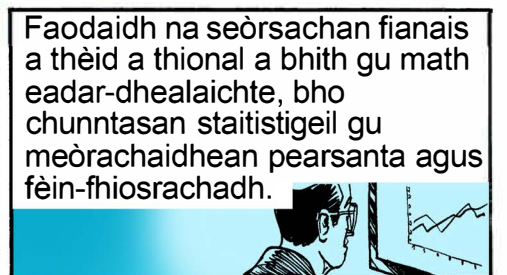 Faodaidh na seòrsachan fianais
a thèid a thional a bhith gu math
eadar-dhealaichte, bho
chunntasan staitistigeil gu
meòrachaidhean pearsanta agus
fèin-fhiosrachadh.